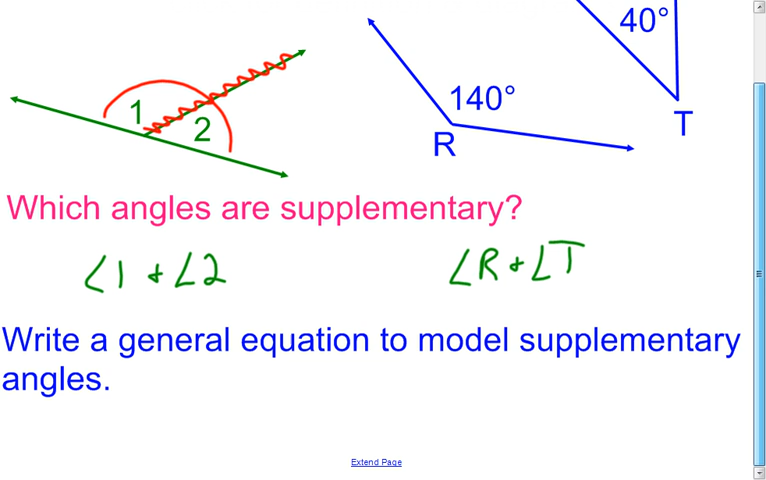 40°
140°
1
2
R
T
Which angles are supplementary?
∠1 + ∠2
∠R + ∠T
Write a general equation to model supplementary
angles.
Extend Page